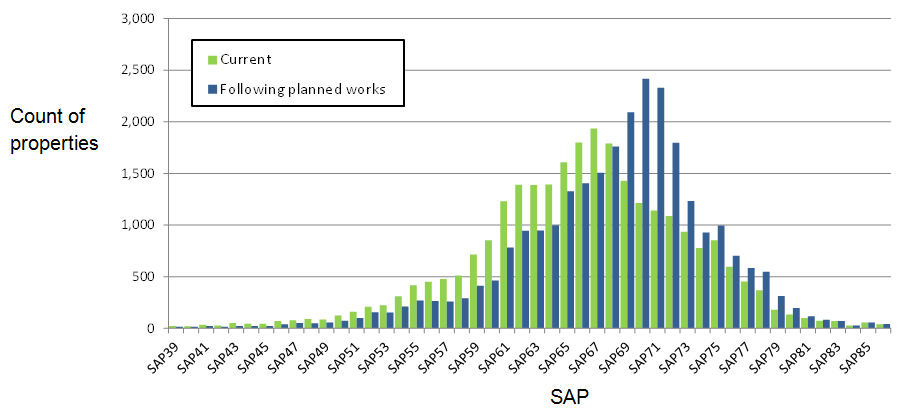 3,000
2,500
2,000
1,500
1,000
500
0
Count of
properties
Current
Following planned works
SAP39
SAP41
SAP43
SAP45
SAP47
SAP49
SAP51
SAP53
SAP55
SAP57
SAP59
SAP61
SAP63
SAP65
SAP67
SAP69
SAP71
SAP73
SAP75
SAP77
SAP79
SAP81
SAP83
SAP85
SAP